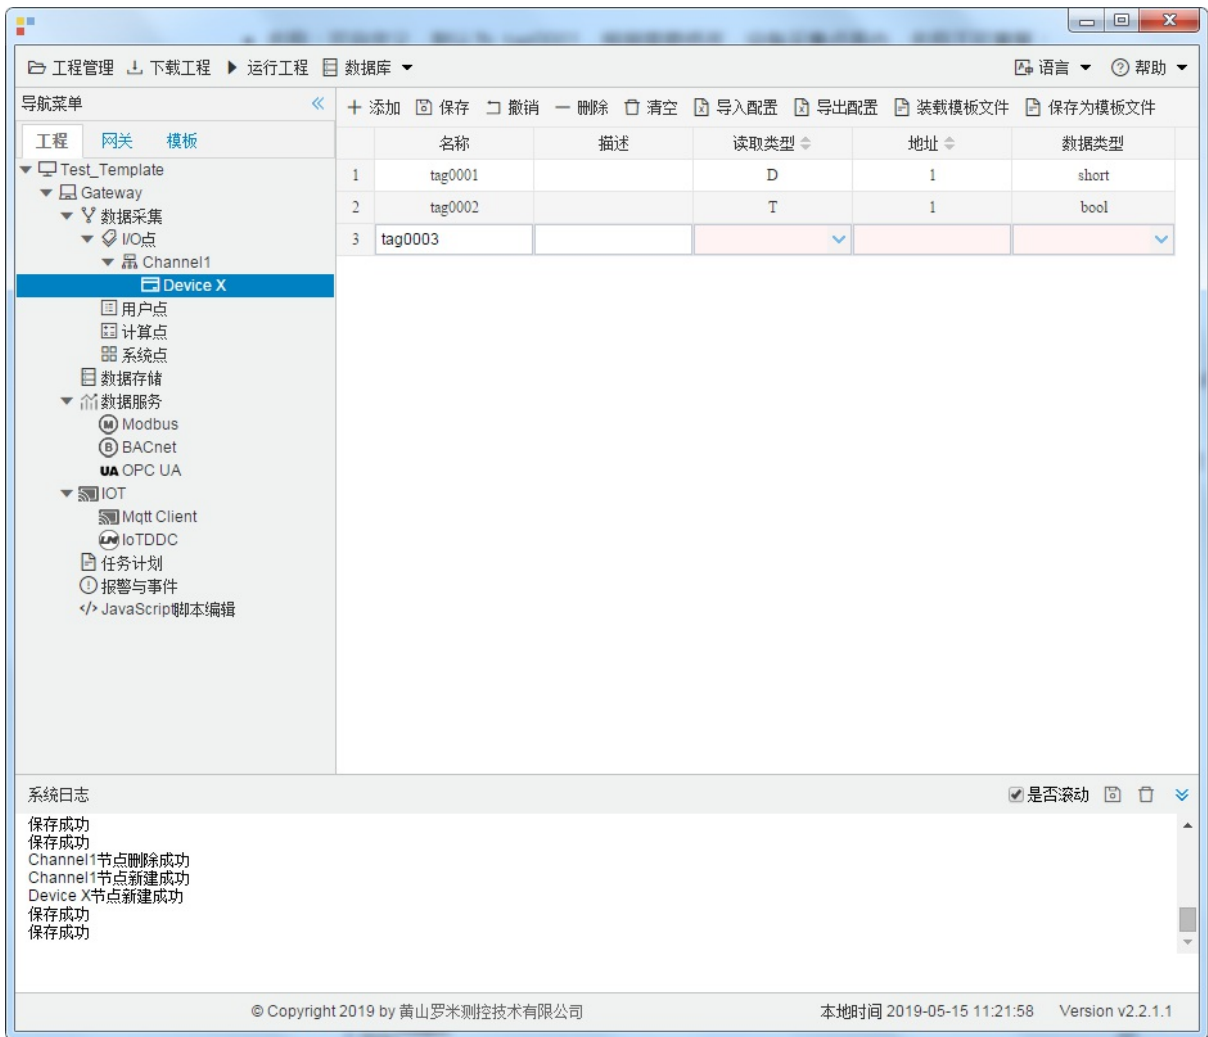 工程管理 下载工程 运行工程 数据库 语言 帮助
导航菜单
工程 网关 模板
Test_Template
Gateway
数据采集
I/O点
Channel1
Device X
用户点
计算点
系统点
数据存储
数据服务
Modbus
BACnet
UA OPC UA
IOT
Mqtt Client
IoTDDC
任务计划
报警与事件
JavaScript脚本编辑
添加 保存 撤销 删除 清空 导入配置 导出配置 装载模板文件 保存为模板文件
名称 描述 读取类型 地址 数据类型
1 tag0001 D 1 short
2 tag0002 T 1 bool
3 tag0003
系统日志 是否滚动
保存成功
保存成功
Channel1节点删除成功
Channel1节点新建成功
Device X节点新建成功
保存成功
保存成功
© Copyright 2019 by 黄山罗米测控技术有限公司 本地时间 2019-05-15 11:21:58 Version v2.2.1.1